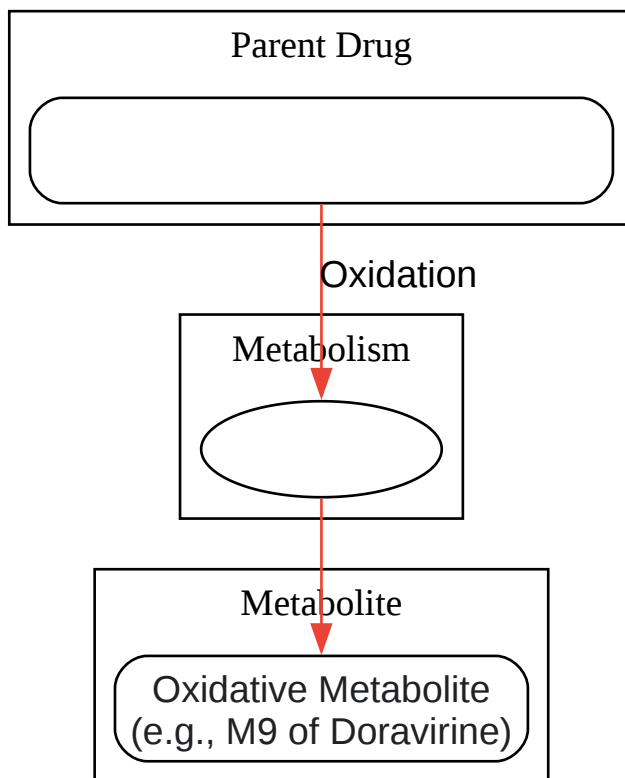 Parent Drug
Oxidation
Metabolism
Metabolite
Oxidative Metabolite
(e.g., M9 of Doravirine)